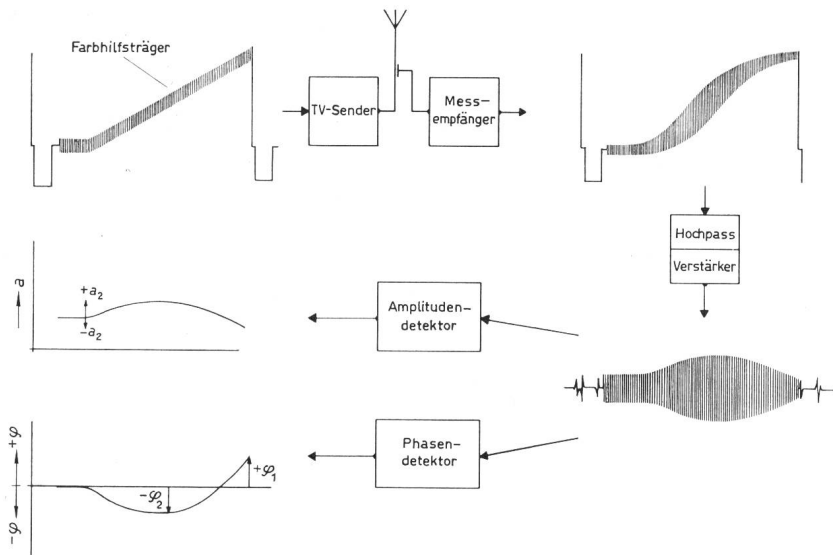 Farbhilfsträger
TV-Sender
Mess-
empfänger
Hochpass
Verstärker
a
+a₂
−a₂
Amplituden-
detektor
+φ
−φ
−φ₂
+φ₁
Phasen-
detektor